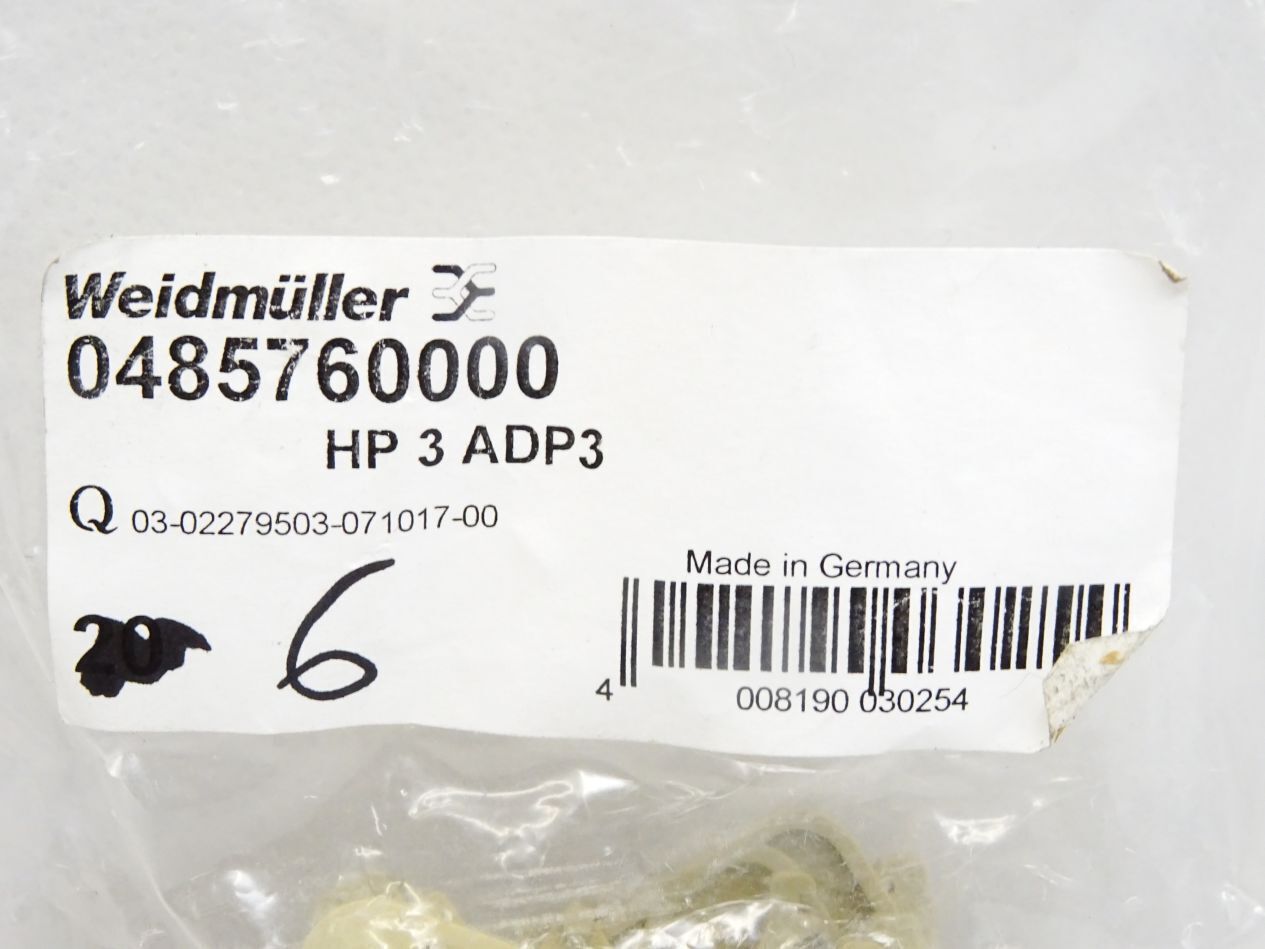 Weidmüller
0485760000
HP 3 ADP3
Q 03-02279503-071017-00
Made in Germany
20 6
4 008190 030254